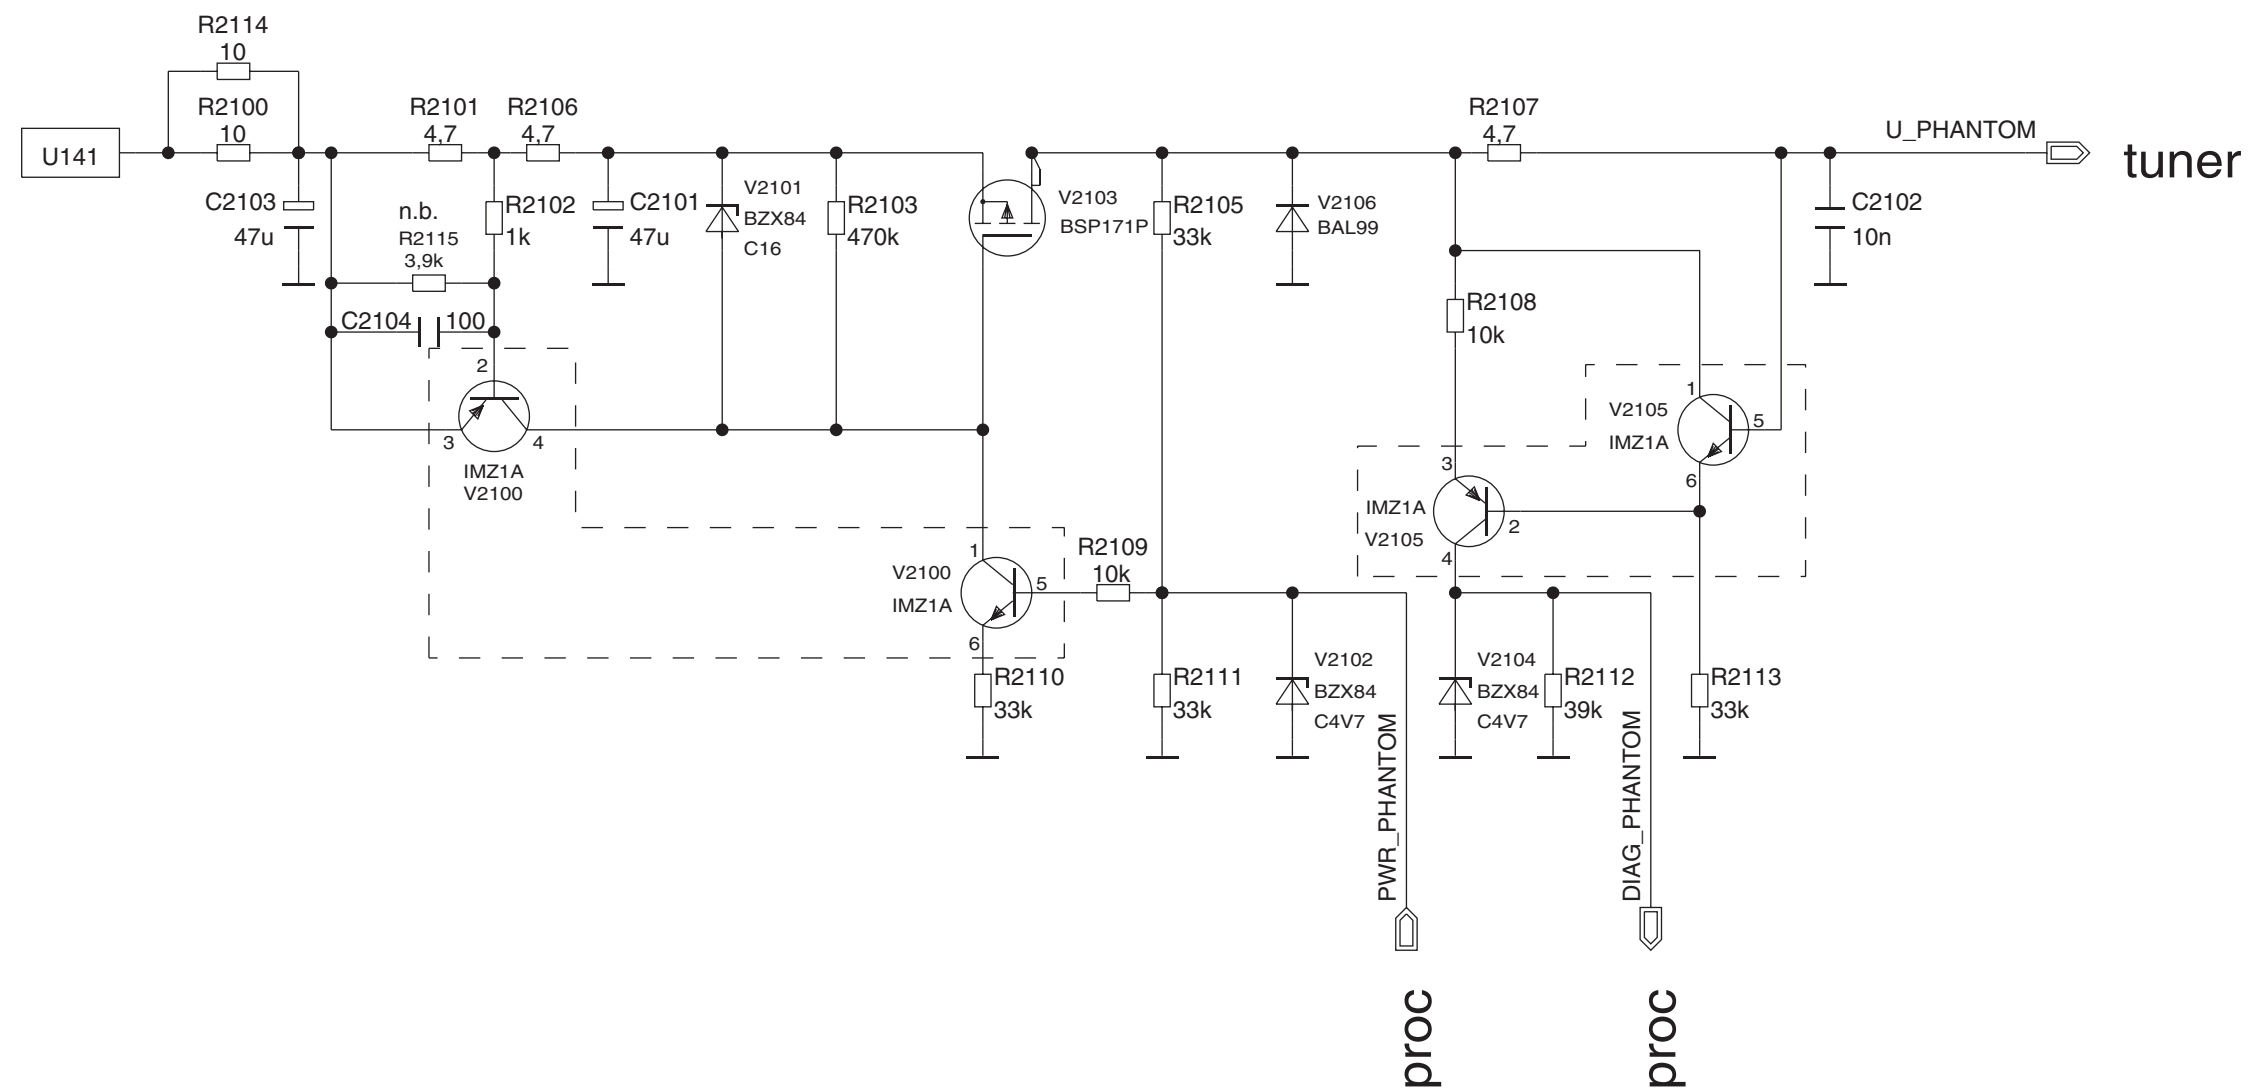 R2114
10
R2100
10
R2101
4,7
R2106
4,7
R2107
4,7
U_PHANTOM
U141
tuner
C2103
47u
n.b.
R2115
3,9k
R2102
1k
C2101
47u
V2101
BZX84
C16
R2103
470k
V2103
BSP171P
R2105
33k
V2106
BAL99
C2102
10n
R2108
10k
C2104
100
2
3
4
IMZ1A
V2100
1
V2105
IMZ1A
5
6
3
IMZ1A
V2105
2
4
1
V2100
IMZ1A
5
6
R2109
10k
R2110
33k
R2111
33k
V2102
BZX84
C4V7
V2104
BZX84
C4V7
R2112
39k
R2113
33k
PWR_PHANTOM
DIAG_PHANTOM
proc
proc